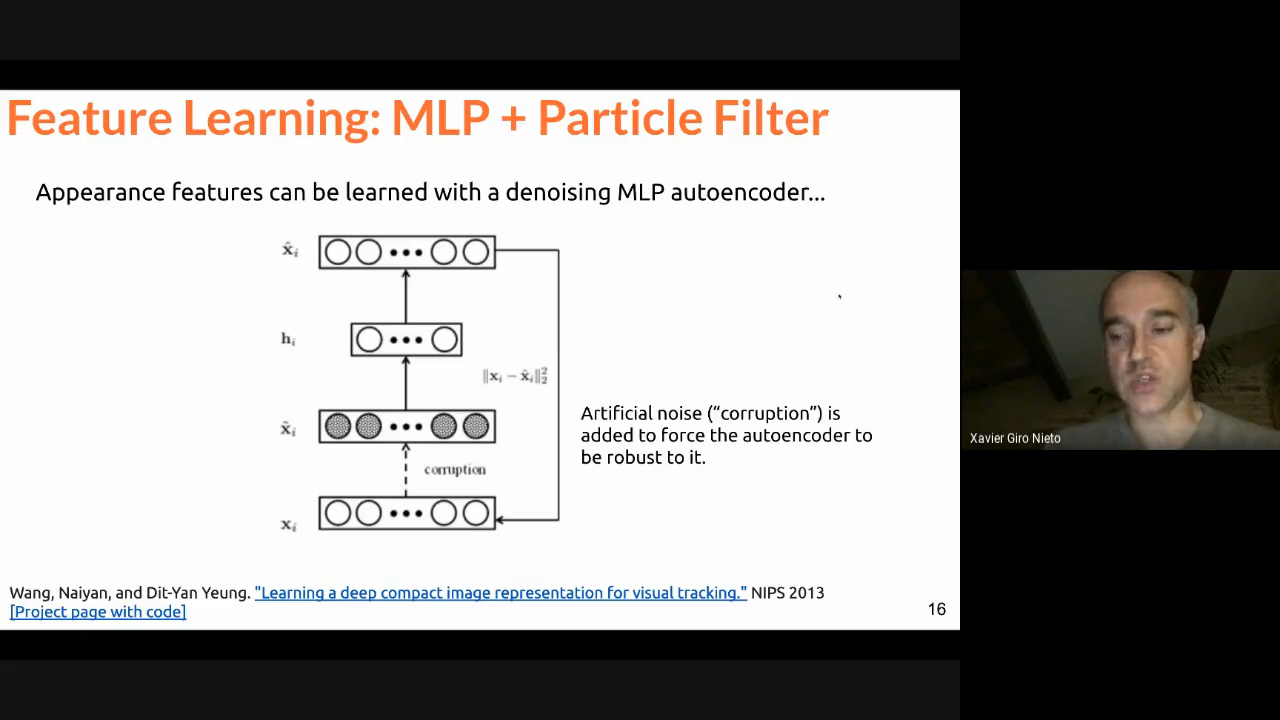 Feature Learning: MLP + Particle Filter
Appearance features can be learned with a denoising MLP autoencoder...
x̂ᵢ
hᵢ
‖xᵢ − x̂ᵢ‖₂²
x̃ᵢ
corruption
xᵢ
Artificial noise (“corruption”) is
added to force the autoencoder to
be robust to it.
Wang, Naiyan, and Dit-Yan Yeung. "Learning a deep compact image representation for visual tracking." NIPS 2013
[Project page with code]
16
Xavier Giro Nieto